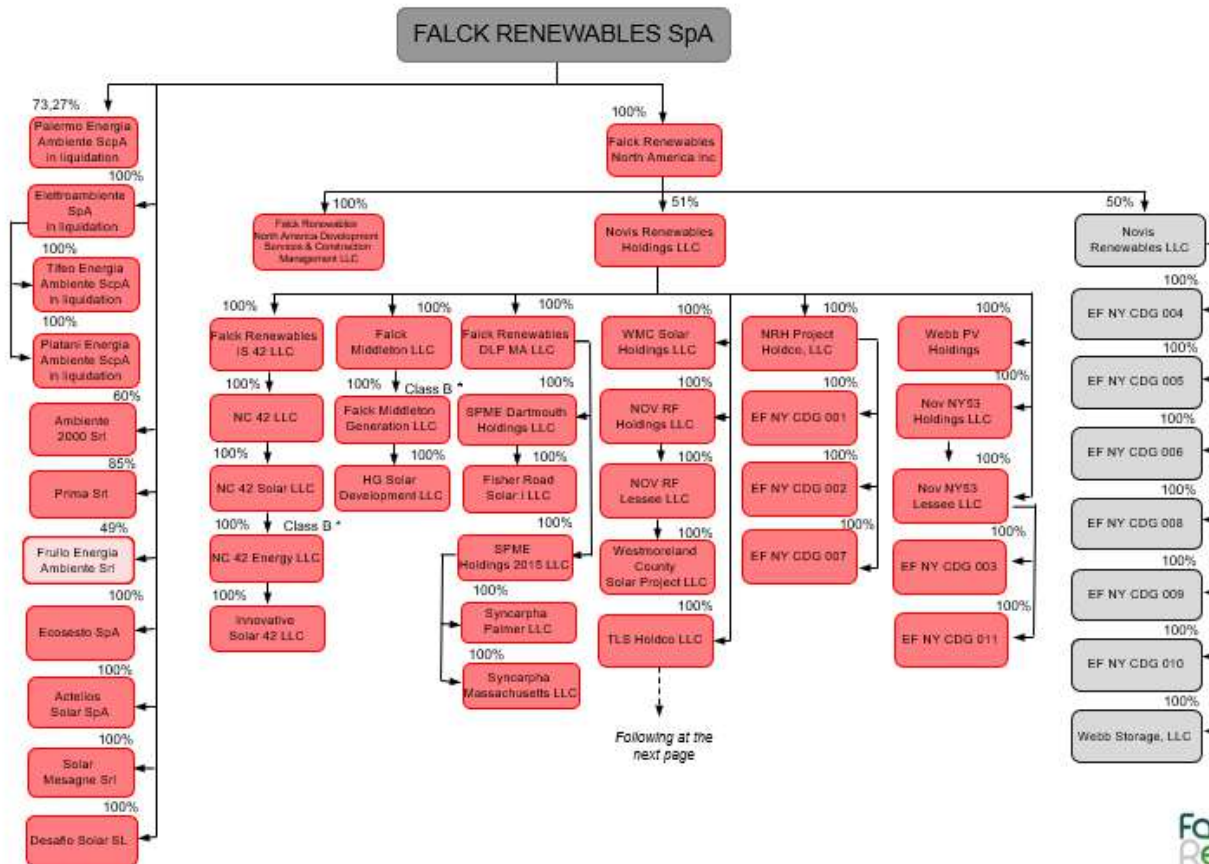 FALCK RENEWABLES SpA
73,27%
Palermo Energia
Ambiente ScpA
in liquidation
100%
Elettroambiente
SpA
in liquidation
100%
Tifeo Energia
Ambiente ScpA
in liquidation
100%
Platani Energia
Ambiente ScpA
in liquidation
60%
Ambiente
2000 Srl
85%
Prima Srl
49%
Frullo Energia
Ambiente Srl
100%
Ecosesto SpA
100%
Actelios
Solar SpA
100%
Solar
Mesagne Srl
100%
Desafio Solar SL
100%
Falck Renewables
North America Inc
100%
Falck Renewables
North America Development
Services & Construction
Management LLC
51%
Novis Renewables
Holdings LLC
50%
Novis
Renewables LLC
100%
Falck Renewables
IS 42 LLC
100%
NC 42 LLC
100%
NC 42 Solar LLC
100%
Class B *
NC 42 Energy LLC
100%
Innovative
Solar 42 LLC
100%
Falck
Middleton LLC
100%
Class B *
Falck Middleton
Generation LLC
100%
HG Solar
Development LLC
100%
Falck Renewables
DLP MA LLC
100%
SPME Dartmouth
Holdings LLC
100%
Fisher Road
Solar I LLC
100%
SPME
Holdings 2015 LLC
100%
Syncarpha
Palmer LLC
100%
Syncarpha
Massachusetts LLC
100%
WMC Solar
Holdings LLC
100%
NOV RF
Holdings LLC
100%
NOV RF
Lessee LLC
100%
Westmoreland
County
Solar Project LLC
100%
TLS Holdco LLC
Following at the
next page
100%
NRH Project
Holdco, LLC
100%
EF NY CDG 001
100%
EF NY CDG 002
100%
EF NY CDG 007
100%
Webb PV
Holdings
100%
Nov NY53
Holdings LLC
100%
Nov NY53
Lessee LLC
100%
EF NY CDG 003
100%
EF NY CDG 011
100%
EF NY CDG 004
100%
EF NY CDG 005
100%
EF NY CDG 006
100%
EF NY CDG 008
100%
EF NY CDG 009
100%
EF NY CDG 010
100%
Webb Storage, LLC